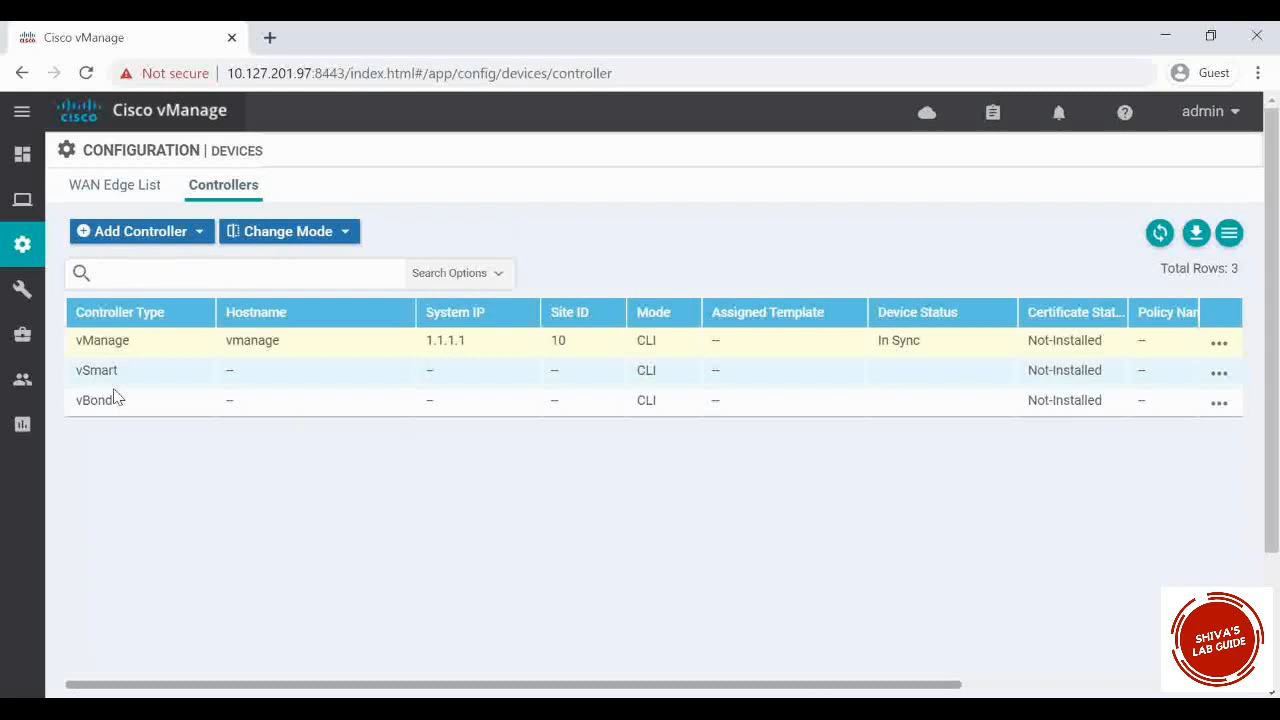 Cisco vManage
Not secure 10.127.201.97:8443/index.html#/app/config/devices/controller Guest
cisco Cisco vManage admin
CONFIGURATION | DEVICES
WAN Edge List Controllers
Add Controller Change Mode
Search Options
Total Rows: 3
Controller Type Hostname System IP Site ID Mode Assigned Template Device Status Certificate Stat... Policy Nar
vManage vmanage 1.1.1.1 10 CLI -- In Sync Not-Installed --
vSmart -- -- -- CLI -- Not-Installed --
vBond -- -- -- CLI -- Not-Installed --
SHIVA'S
LAB GUIDE